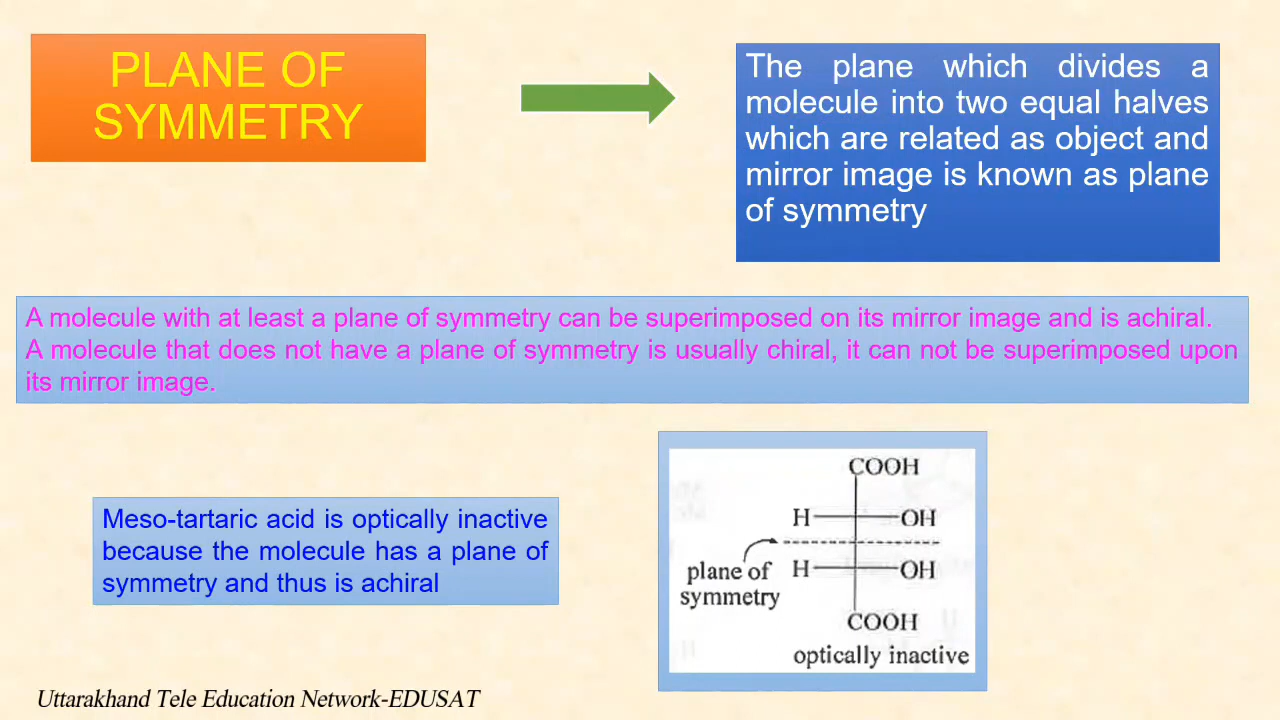 PLANE OF
SYMMETRY
The plane which divides a
molecule into two equal halves
which are related as object and
mirror image is known as plane
of symmetry
A molecule with at least a plane of symmetry can be superimposed on its mirror image and is achiral.
A molecule that does not have a plane of symmetry is usually chiral, it can not be superimposed upon
its mirror image.
Meso-tartaric acid is optically inactive
because the molecule has a plane of
symmetry and thus is achiral
COOH
H OH
plane of
symmetry
H OH
COOH
optically inactive
Uttarakhand Tele Education Network-EDUSAT